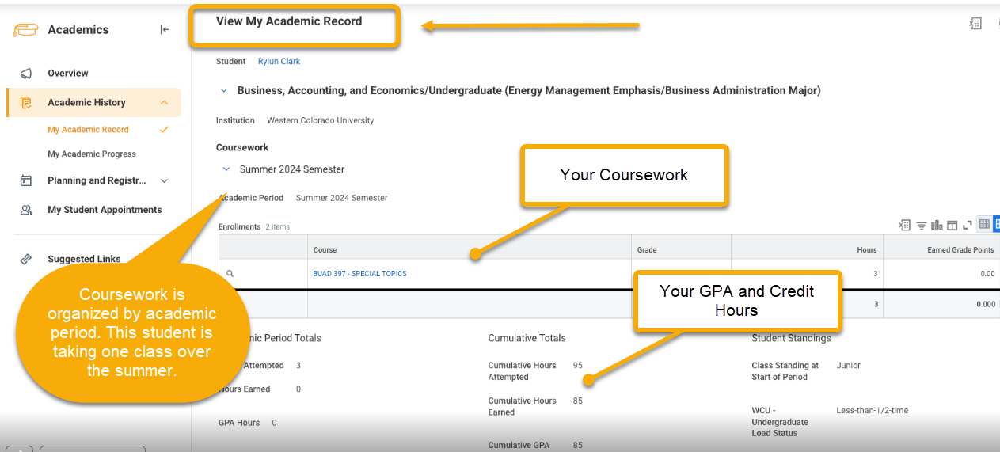 Academics
Overview
Academic History
My Academic Record
My Academic Progress
Planning and Registr...
My Student Appointments
Suggested Links
View My Academic Record
Student Rylun Clark
Business, Accounting, and Economics/Undergraduate (Energy Management Emphasis/Business Administration Major)
Institution Western Colorado University
Coursework
Summer 2024 Semester
Academic Period Summer 2024 Semester
Your Coursework
Enrollments 2 items
Course Grade Hours Earned Grade Points
BUAD 397 - SPECIAL TOPICS 3 0.00
3 0.000
Coursework is
organized by academic
period. This student is
taking one class over
the summer.
Your GPA and Credit
Hours
Period Totals
Attempted 3
Hours Earned 0
GPA Hours 0
Cumulative Totals
Cumulative Hours 95
Attempted
Cumulative Hours 85
Earned
Cumulative GPA 85
Student Standings
Class Standing at Junior
Start of Period
WCU - Less-than-1/2-time
Undergraduate
Load Status